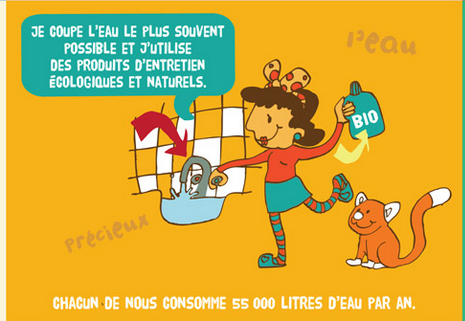 JE COUPE L'EAU LE PLUS SOUVENT
POSSIBLE ET J'UTILISE
DES PRODUITS D'ENTRETIEN
ÉCOLOGIQUES ET NATURELS.
l'eau
BIO
précieux
CHACUN DE NOUS CONSOMME 55 000 LITRES D'EAU PAR AN.